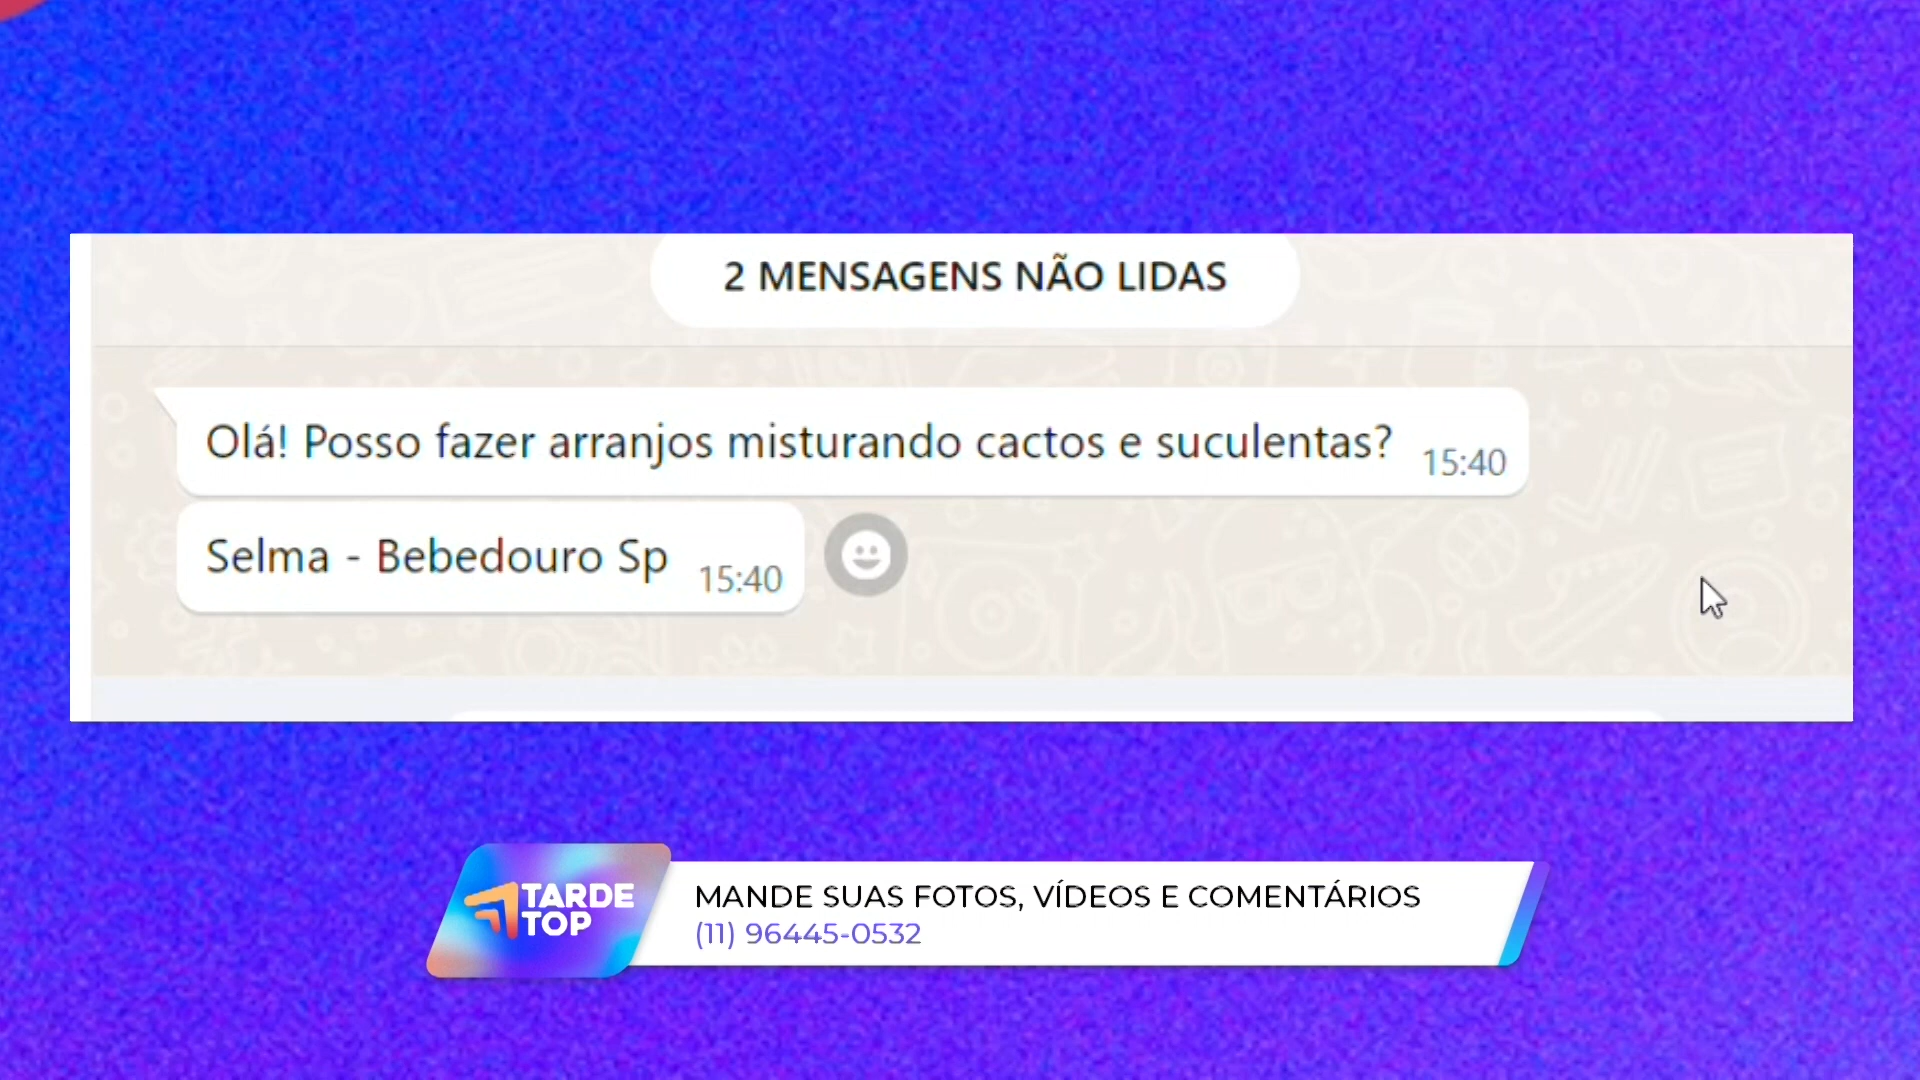 2 MENSAGENS NÃO LIDAS
Olá! Posso fazer arranjos misturando cactos e suculentas? 15:40
Selma - Bebedouro Sp 15:40
TARDE
TOP
MANDE SUAS FOTOS, VÍDEOS E COMENTÁRIOS
(11) 96445-0532